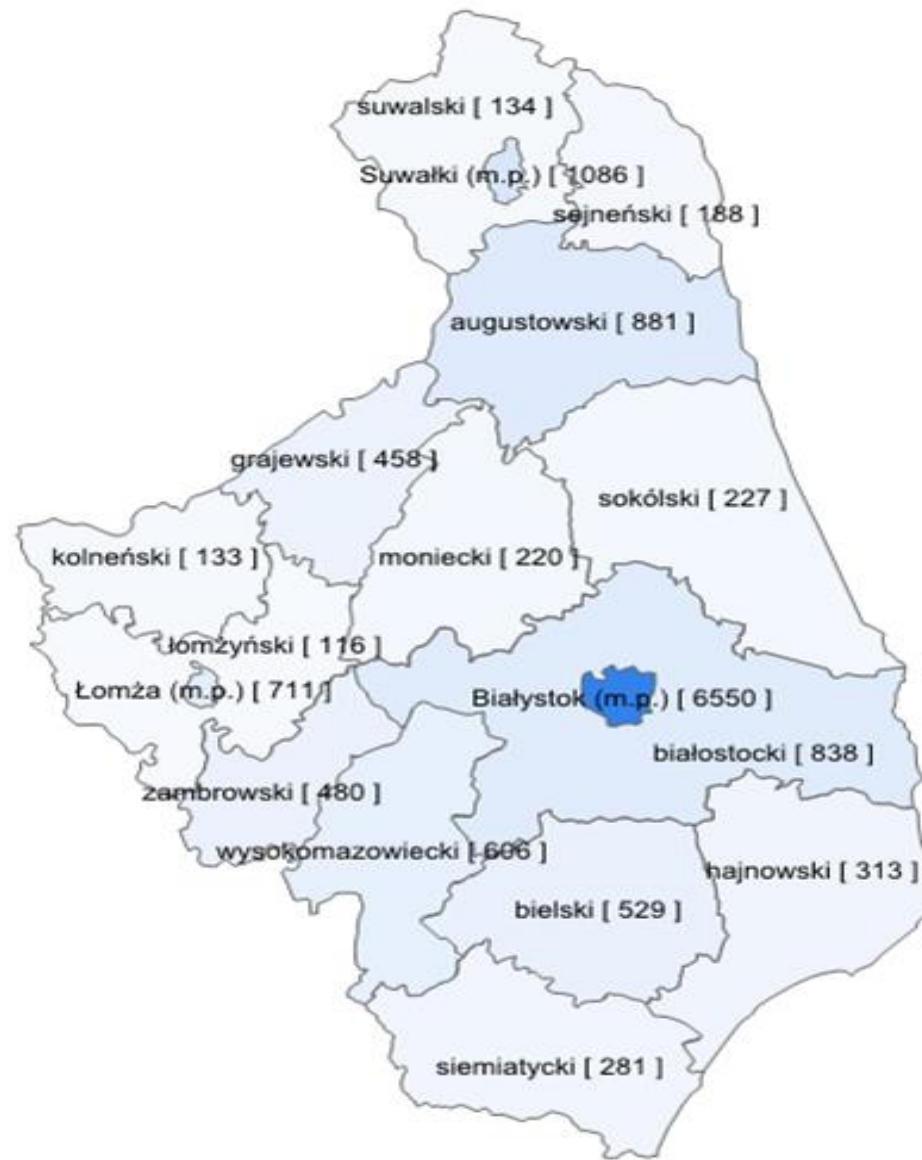 suwalski [ 134 ]
Suwałki (m.p.) [ 1086 ]
sejneński [ 188 ]
augustowski [ 881 ]
grajewski [ 458 ]
sokólski [ 227 ]
kolneński [ 133 ]
moniecki [ 220 ]
łomżyński [ 116 ]
Łomża (m.p.) [ 711 ]
Białystok (m.p.) [ 6550 ]
białostocki [ 838 ]
zambrowski [ 480 ]
wysokomazowiecki [ 606 ]
hajnowski [ 313 ]
bielski [ 529 ]
siemiatycki [ 281 ]